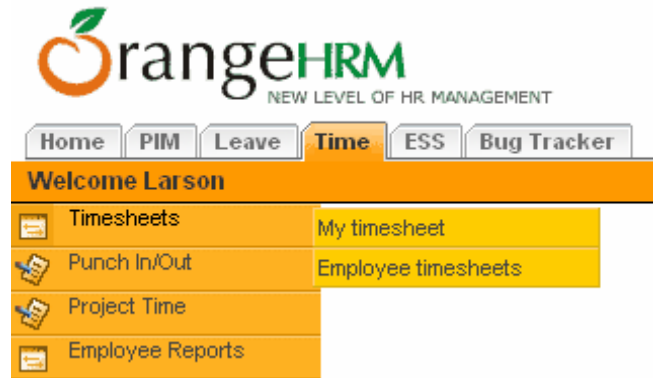 OrangeHRM
NEW LEVEL OF HR MANAGEMENT
Home PIM Leave Time ESS Bug Tracker
Welcome Larson
Timesheets
My timesheet
Punch In/Out
Employee timesheets
Project Time
Employee Reports